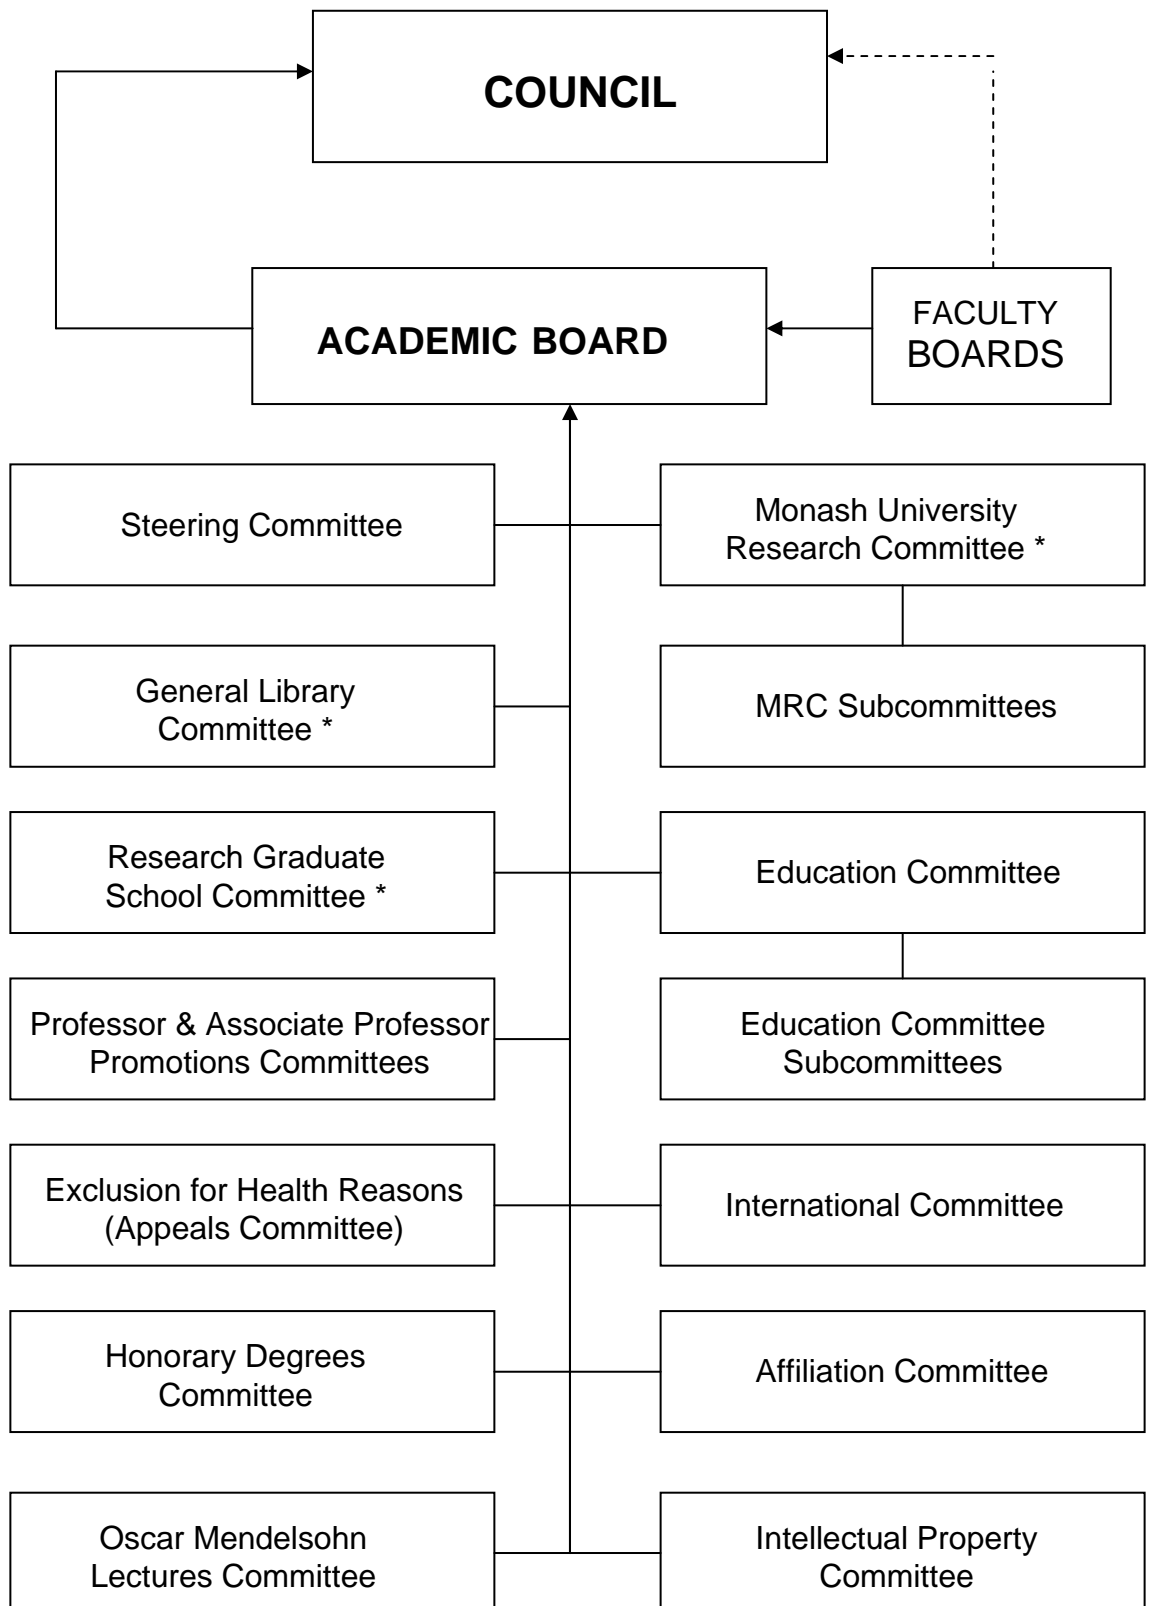 COUNCIL
ACADEMIC BOARD
FACULTY
BOARDS
Steering Committee
Monash University
Research Committee *
General Library
Committee *
MRC Subcommittees
Research Graduate
School Committee *
Education Committee
Professor & Associate Professor
Promotions Committees
Education Committee
Subcommittees
Exclusion for Health Reasons
(Appeals Committee)
International Committee
Honorary Degrees
Committee
Affiliation Committee
Oscar Mendelsohn
Lectures Committee
Intellectual Property
Committee